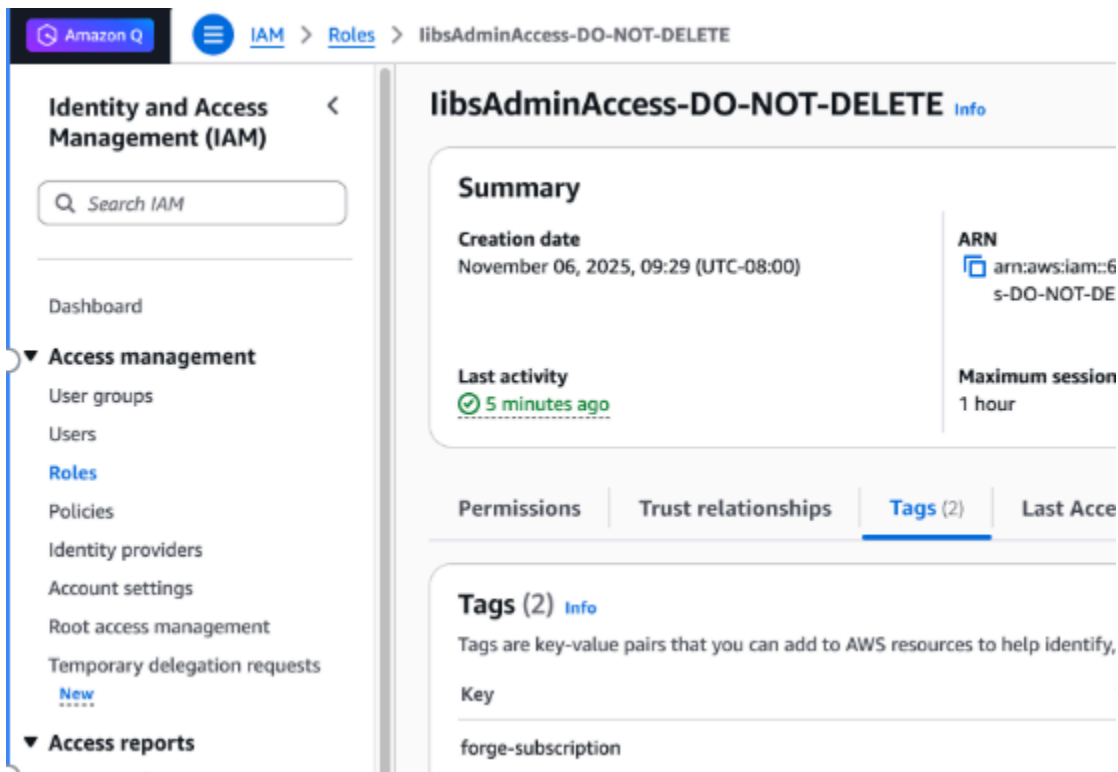 Amazon Q
IAM > Roles > IibsAdminAccess-DO-NOT-DELETE
Identity and Access
Management (IAM)
Search IAM
Dashboard
Access management
User groups
Users
Roles
Policies
Identity providers
Account settings
Root access management
Temporary delegation requests
New
Access reports
IibsAdminAccess-DO-NOT-DELETE Info
Summary
Creation date
November 06, 2025, 09:29 (UTC-08:00)
ARN
arn:aws:iam::6
s-DO-NOT-DE
Last activity
5 minutes ago
Maximum session
1 hour
Permissions
Trust relationships
Tags (2)
Last Acce
Tags (2) Info
Tags are key-value pairs that you can add to AWS resources to help identify,
Key
forge-subscription